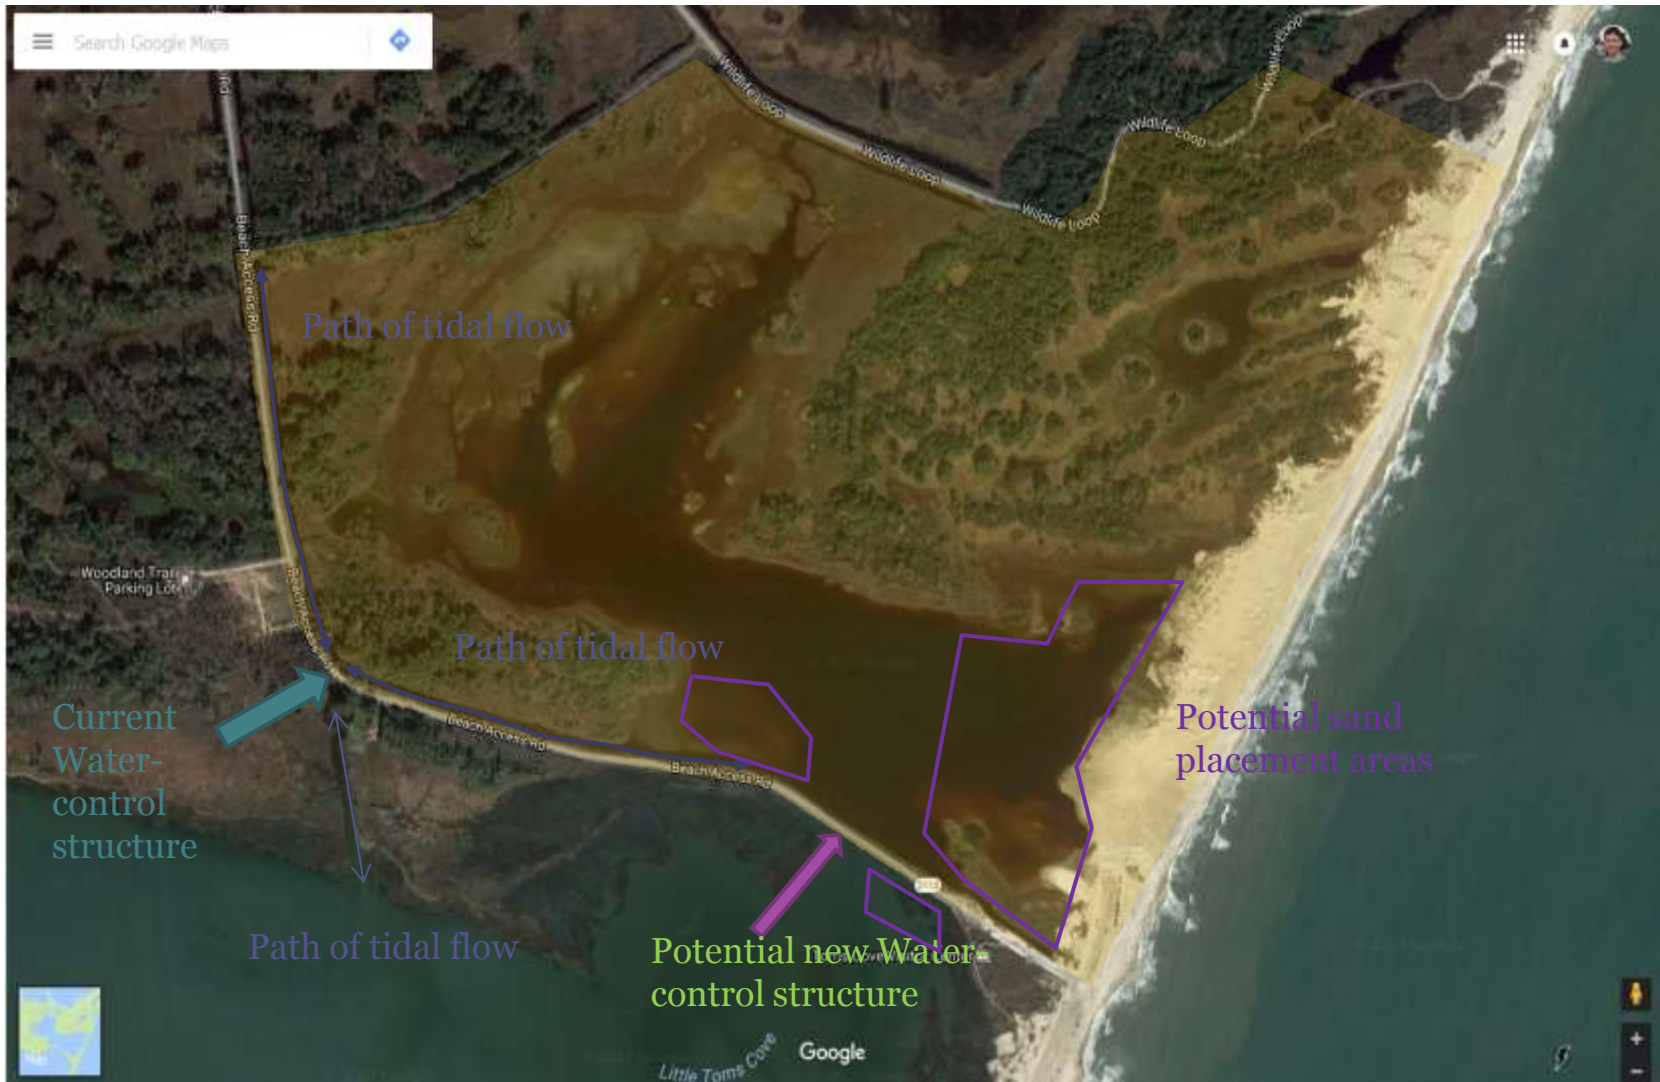 Search Google Maps
Wildlife Loop
Wildlife Loop
Wildlife Loop
Wildlife Loop
Wildlife Loop
Beach Access Rd
Path of tidal flow
Woodland Trail
Parking Lot
Path of tidal flow
Beach Access Rd
Beach Access Rd
Current
Water-
control
structure
Potential sand
placement areas
Path of tidal flow
Potential new Water-
control structure
Google
Little Toms Cove